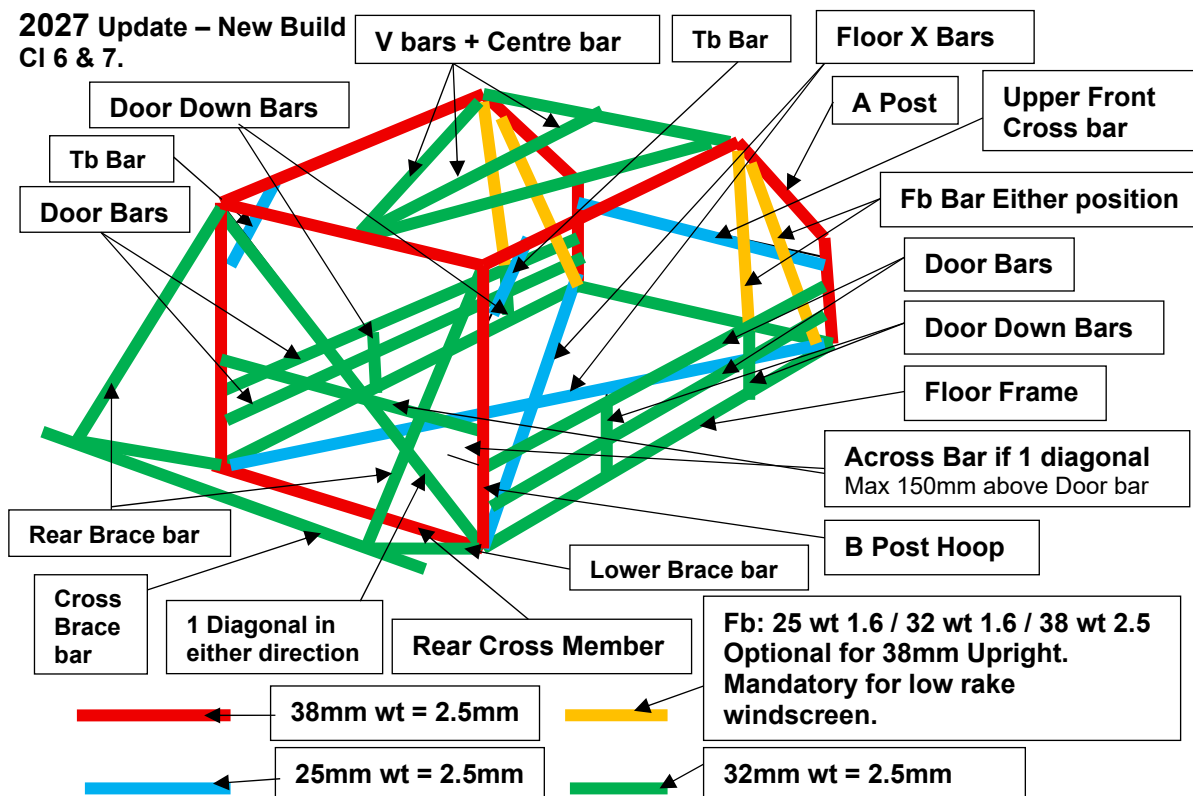 2027 Update – New Build
Cl 6 & 7.
V bars + Centre bar
Tb Bar
Floor X Bars
Door Down Bars
A Post
Upper Front
Cross bar
Tb Bar
Door Bars
Fb Bar Either position
Door Bars
Door Down Bars
Floor Frame
Across Bar if 1 diagonal
Max 150mm above Door bar
Rear Brace bar
B Post Hoop
Lower Brace bar
Cross
Brace
bar
1 Diagonal in
either direction
Rear Cross Member
Fb: 25 wt 1.6 / 32 wt 1.6 / 38 wt 2.5
Optional for 38mm Upright.
Mandatory for low rake
windscreen.
38mm wt = 2.5mm
25mm wt = 2.5mm
32mm wt = 2.5mm